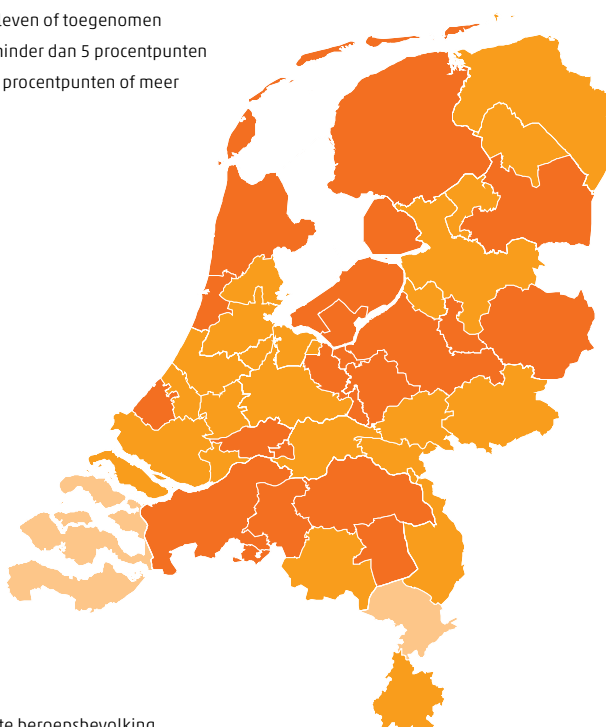 leven of toegenomen
minder dan 5 procentpunten
procentpunten of meer
te beroepsbevolking